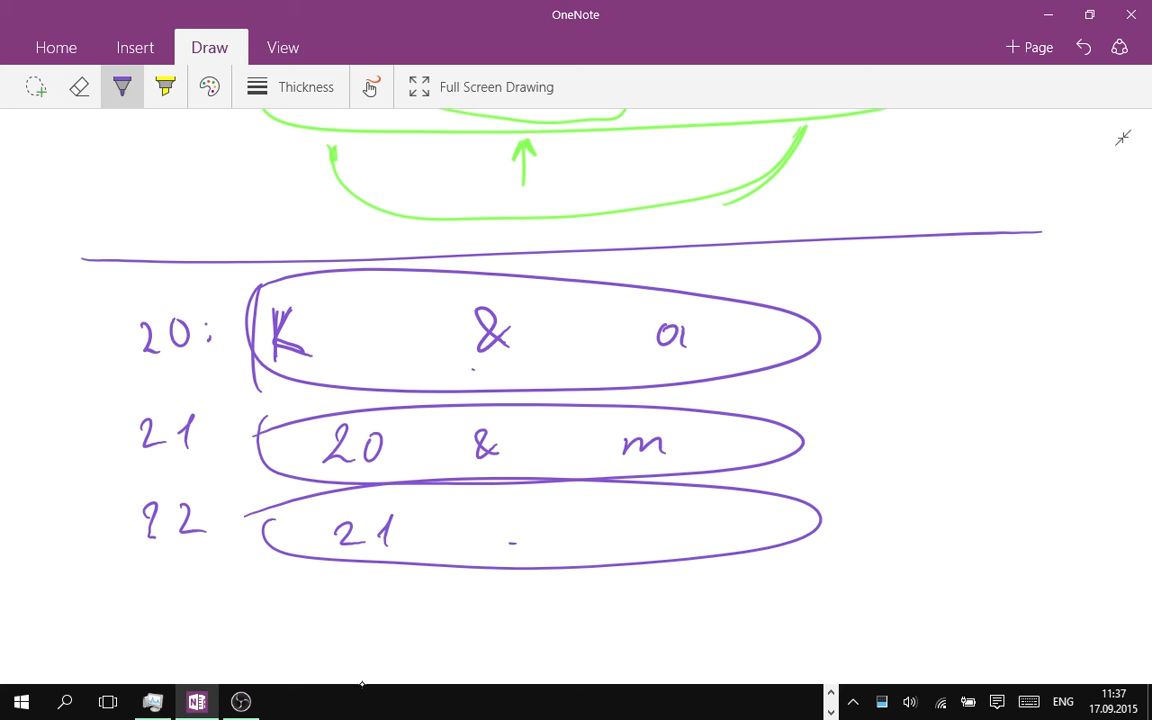 OneNote
Home Insert Draw View + Page
Thickness Full Screen Drawing
20: K & a
21 20 & m
22 21
N
ENG
11:37
17.09.2015